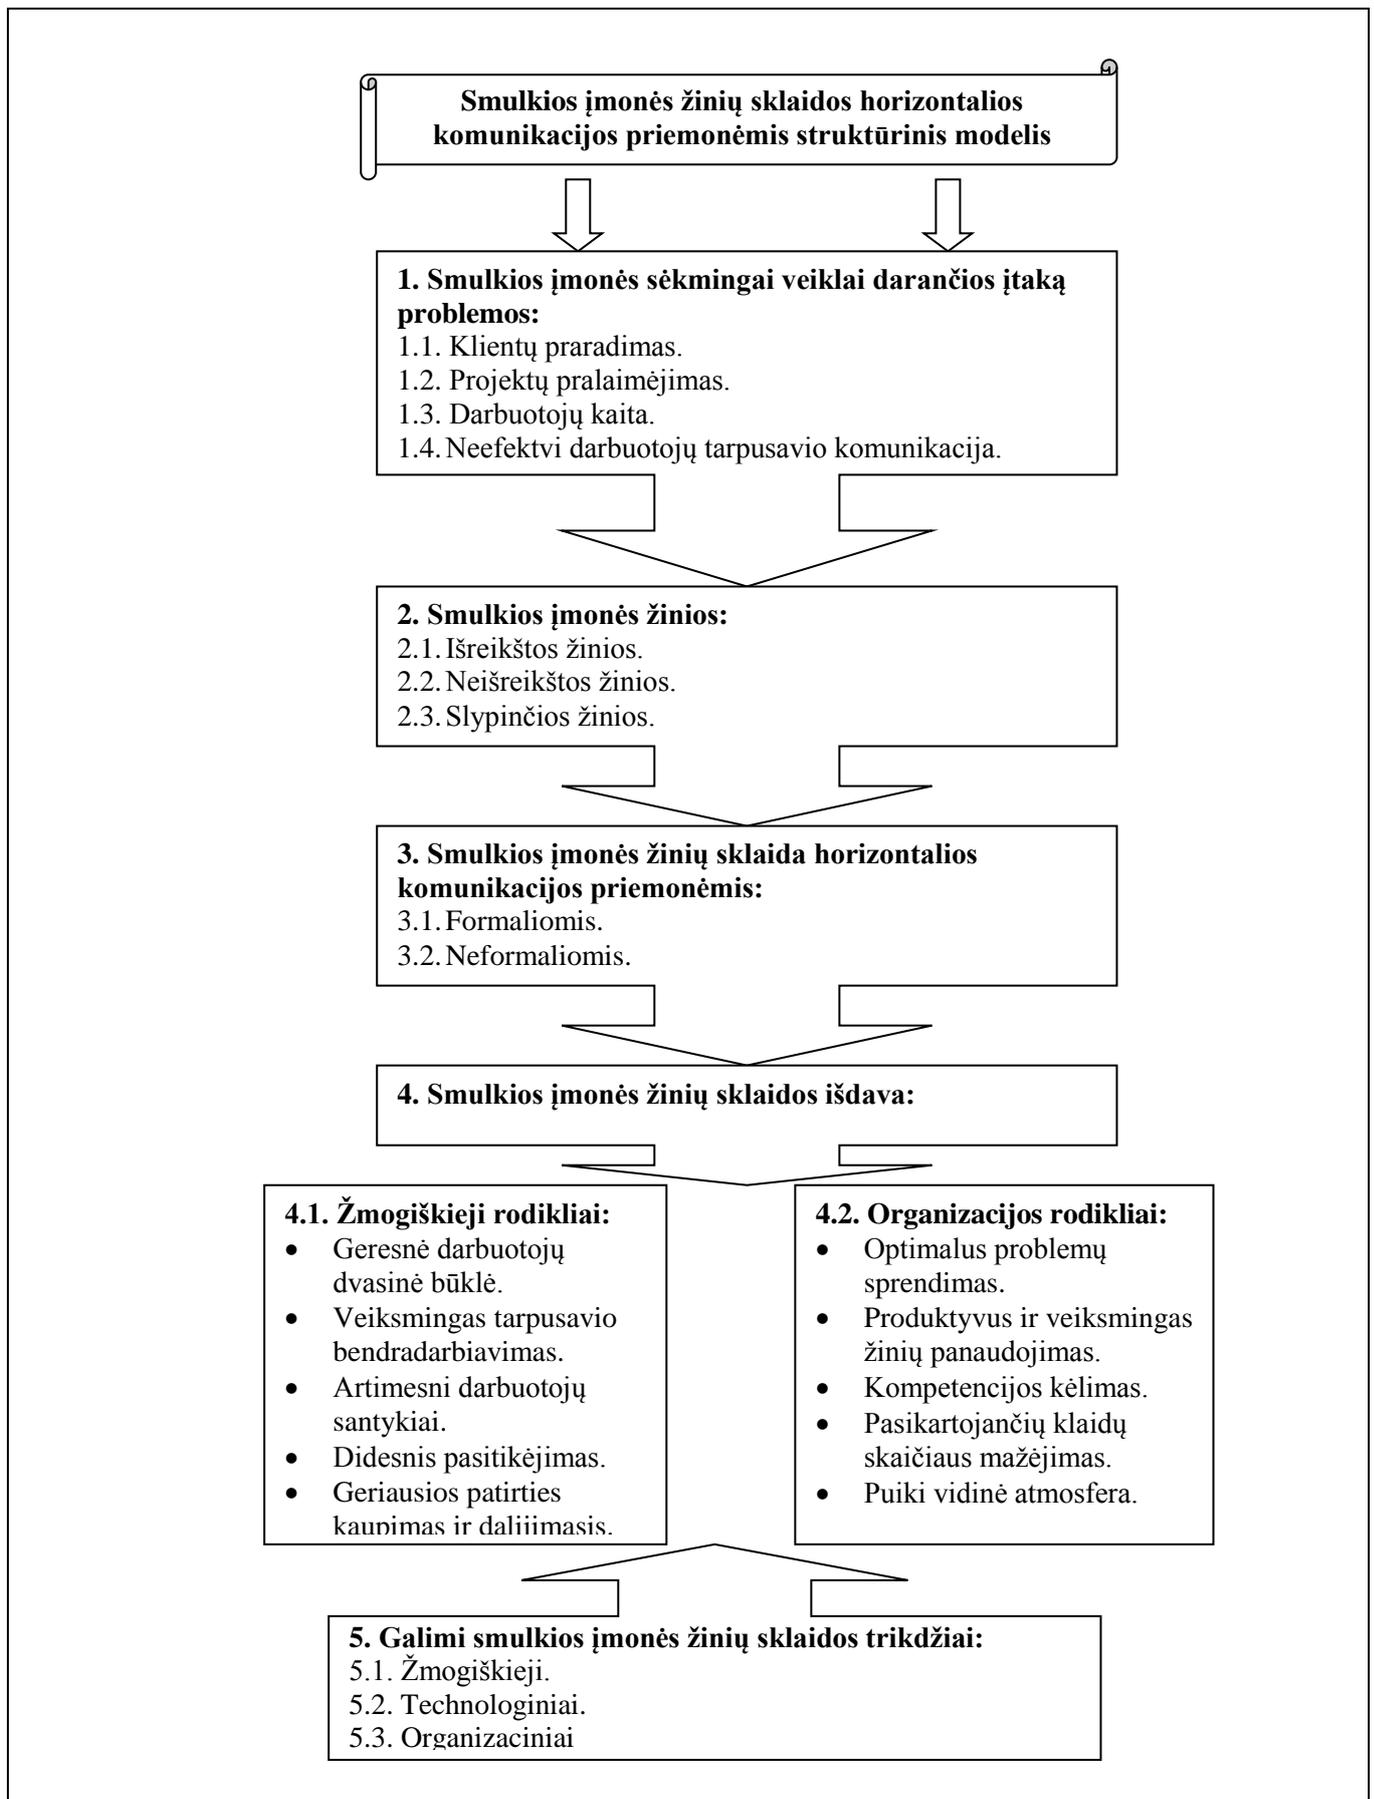 Smulkios įmonės žinių sklaidos horizontalios
komunikacijos priemonėmis struktūrinis modelis
1. Smulkios įmonės sėkmingai veiklai darančios įtaką
problemos:
1.1. Klientų praradimas.
1.2. Projektų pralaimėjimas.
1.3. Darbuotojų kaita.
1.4. Neefektvi darbuotojų tarpusavio komunikacija.
2. Smulkios įmonės žinios:
2.1. Išreikštos žinios.
2.2. Neišreikštos žinios.
2.3. Slypinčios žinios.
3. Smulkios įmonės žinių sklaida horizontalios
komunikacijos priemonėmis:
3.1. Formaliomis.
3.2. Neformaliomis.
4. Smulkios įmonės žinių sklaidos išdava:
4.1. Žmogiškieji rodikliai:
• Geresnė darbuotojų
dvasinė būklė.
• Veiksmingas tarpusavio
bendradarbiavimas.
• Artimesni darbuotojų
santykiai.
• Didesnis pasitikėjimas.
• Geriausios patirties
kaupimas ir dalijimasis.
4.2. Organizacijos rodikliai:
• Optimalus problemų
sprendimas.
• Produktyvus ir veiksmingas
žinių panaudojimas.
• Kompetencijos kėlimas.
• Pasikartojančių klaidų
skaičiaus mažėjimas.
• Puiki vidinė atmosfera.
5. Galimi smulkios įmonės žinių sklaidos trikdžiai:
5.1. Žmogiškieji.
5.2. Technologiniai.
5.3. Organizaciniai